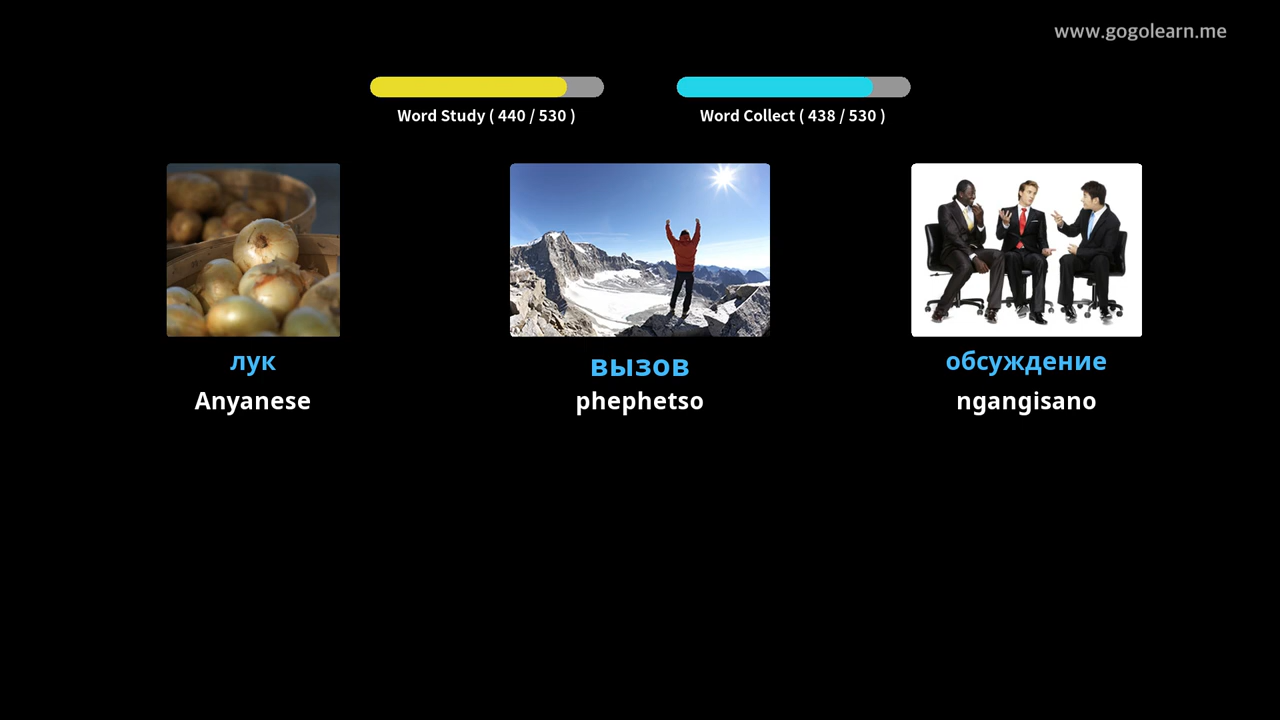 www.gogolearn.me
Word Study ( 440 / 530 )
Word Collect ( 438 / 530 )
лук
вызов
обсуждение
Anyanese
phephetso
ngangisano